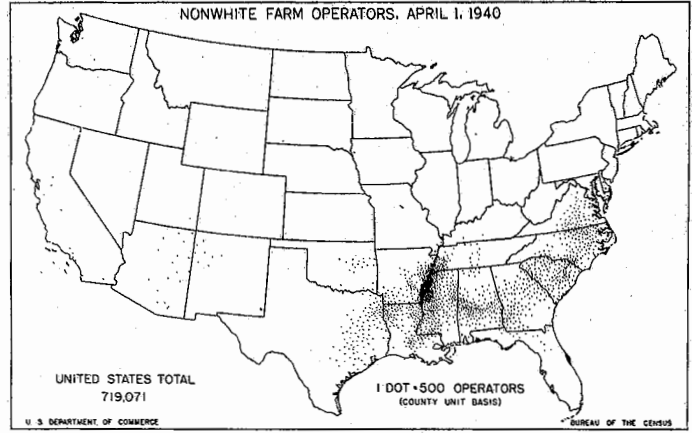 NONWHITE FARM OPERATORS, APRIL 1, 1940
UNITED STATES TOTAL
719,071
1 DOT=500 OPERATORS
(COUNTY UNIT BASIS)
U. S. DEPARTMENT OF COMMERCE
BUREAU OF THE CENSUS